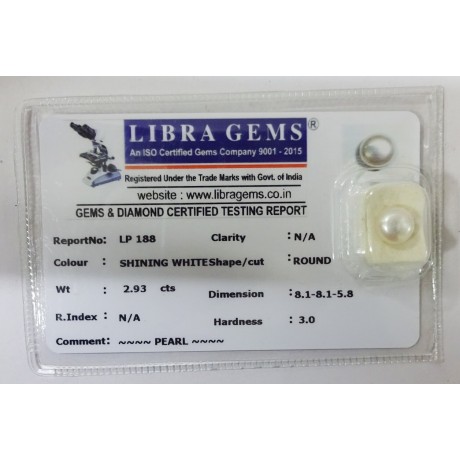 LIBRA GEMS ®
An ISO Certified Gems Company 9001 - 2015
Registered Under the Trade Marks with Govt. of India
website : www.libragems.co.in
GEMS & DIAMOND CERTIFIED TESTING REPORT
ReportNo: LP 188 Clarity : N/A
Colour : SHINING WHITE Shape/cut : ROUND
Wt : 2.93 cts Dimension : 8.1-8.1-5.8
R.Index : N/A Hardness : 3.0
Comment: ~~~~ PEARL ~~~~